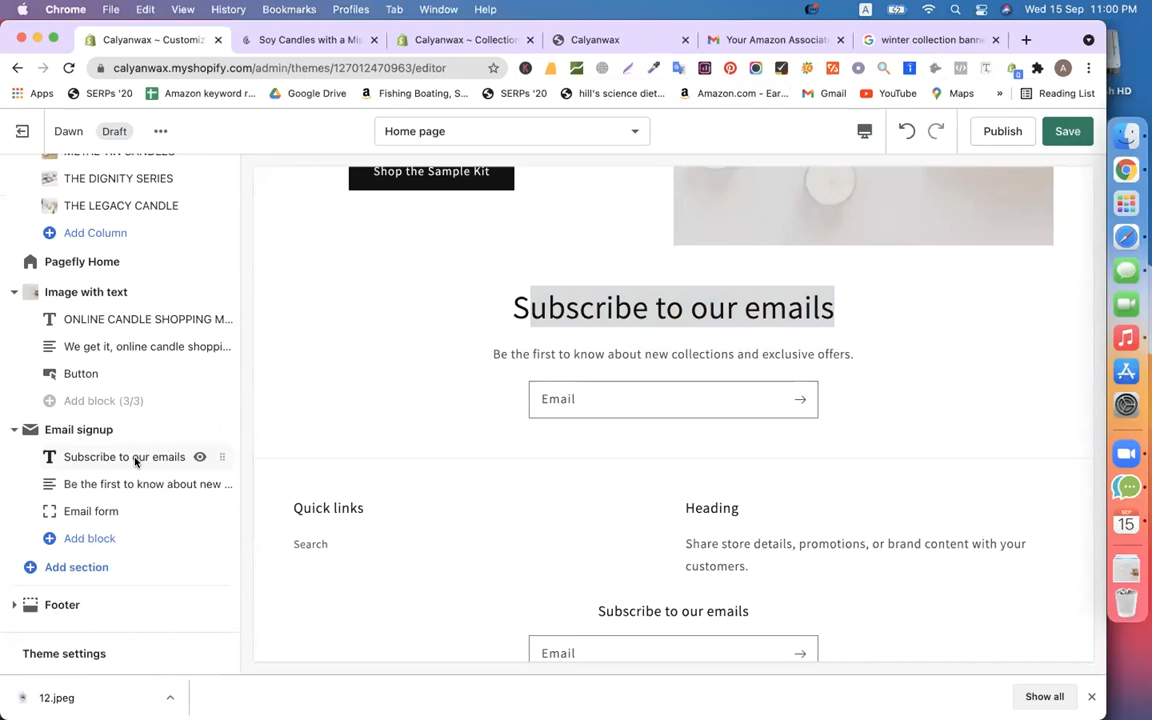 Chrome File Edit View History Bookmarks Profiles Tab Window Help
A
Wed 15 Sep 11:00 PM
Calyanwax ~ Customiz
Soy Candles with a Mis
Calyanwax ~ Collection
Calyanwax
Your Amazon Associat
winter collection bann
calyanwax.myshopify.com/admin/themes/127012470963/editor
A
Apps
SERPs '20
Amazon keyword r...
Google Drive
Fishing Boating, S...
SERPs '20
hill's science diet...
Amazon.com - Ear...
Gmail
YouTube
Maps
»
Reading List
Dawn
Draft
Home page
Publish
Save
METAL TIN CANDLES
THE DIGNITY SERIES
THE LEGACY CANDLE
Add Column
Pagefly Home
Image with text
ONLINE CANDLE SHOPPING M...
We get it, online candle shoppi...
Button
Add block (3/3)
Email signup
Subscribe to our emails
Be the first to know about new ...
Email form
Add block
Add section
Footer
Theme settings
Shop the Sample Kit
Subscribe to our emails
Be the first to know about new collections and exclusive offers.
Email
Quick links
Search
Heading
Share store details, promotions, or brand content with your
customers.
Subscribe to our emails
Email
12.jpeg
Show all
SEP
15